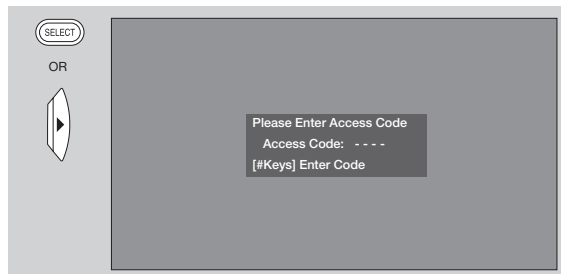 SELECT
OR
Please Enter Access Code
Access Code: - - - -
[#Keys] Enter Code